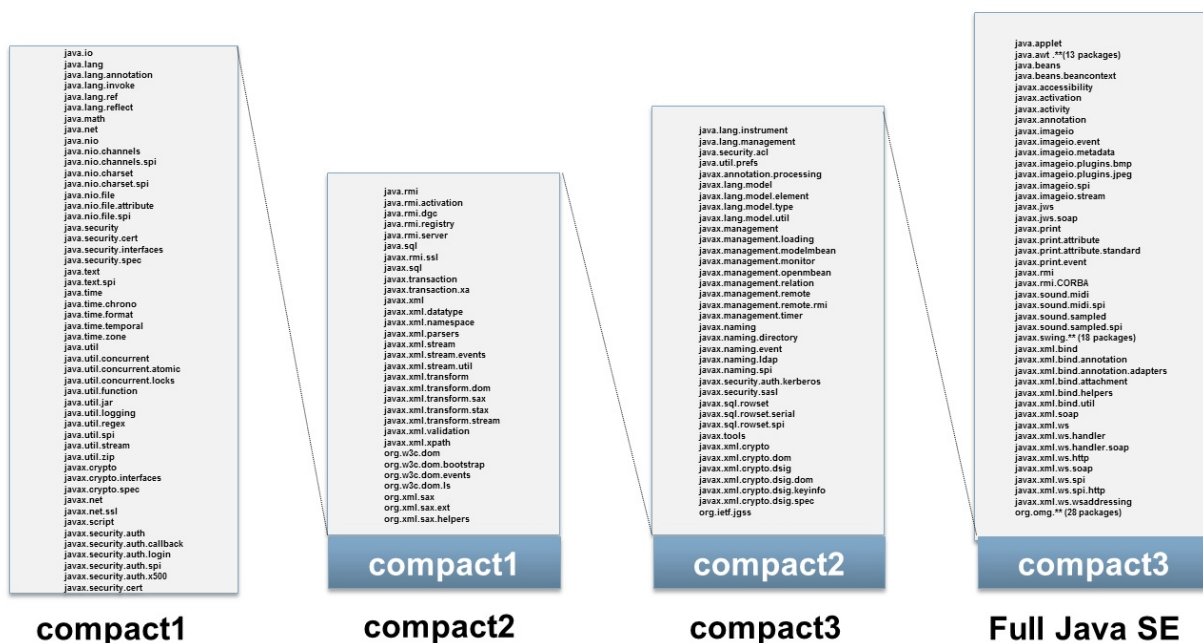 java.io
java.lang
java.lang.annotation
java.lang.invoke
java.lang.ref
java.lang.reflect
java.math
java.net
java.nio
java.nio.channels
java.nio.channels.spi
java.nio.charset
java.nio.charset.spi
java.nio.file
java.nio.file.attribute
java.nio.file.spi
java.security
java.security.cert
java.security.interfaces
java.security.spec
java.text
java.text.spi
java.time
java.time.chrono
java.time.format
java.time.temporal
java.time.zone
java.util
java.util.concurrent
java.util.concurrent.atomic
java.util.concurrent.locks
java.util.function
java.util.jar
java.util.logging
java.util.regex
java.util.spi
java.util.stream
java.util.zip
javax.crypto
javax.crypto.interfaces
javax.crypto.spec
javax.net
javax.net.ssl
javax.script
javax.security.auth
javax.security.auth.callback
javax.security.auth.login
javax.security.auth.spi
javax.security.auth.x500
javax.security.cert
compact1
java.rmi
java.rmi.activation
java.rmi.dgc
java.rmi.registry
java.rmi.server
java.sql
javax.rmi.ssl
javax.sql
javax.transaction
javax.transaction.xa
javax.xml
javax.xml.datatype
javax.xml.namespace
javax.xml.parsers
javax.xml.stream
javax.xml.stream.events
javax.xml.stream.util
javax.xml.transform
javax.xml.transform.dom
javax.xml.transform.sax
javax.xml.transform.stax
javax.xml.transform.stream
javax.xml.validation
javax.xml.xpath
org.w3c.dom
org.w3c.dom.bootstrap
org.w3c.dom.events
org.w3c.dom.ls
org.xml.sax
org.xml.sax.ext
org.xml.sax.helpers
compact1
compact2
java.lang.instrument
java.lang.management
java.security.acl
java.util.prefs
javax.annotation.processing
javax.lang.model
javax.lang.model.element
javax.lang.model.type
javax.lang.model.util
javax.management
javax.management.loading
javax.management.modelmbean
javax.management.monitor
javax.management.openmbean
javax.management.relation
javax.management.remote
javax.management.remote.rmi
javax.management.timer
javax.naming
javax.naming.directory
javax.naming.event
javax.naming.ldap
javax.naming.spi
javax.security.auth.kerberos
javax.security.sasl
javax.sql.rowset
javax.sql.rowset.serial
javax.sql.rowset.spi
javax.tools
javax.xml.crypto
javax.xml.crypto.dom
javax.xml.crypto.dsig
javax.xml.crypto.dsig.dom
javax.xml.crypto.dsig.keyinfo
javax.xml.crypto.dsig.spec
org.ietf.jgss
compact2
compact3
java.applet
java.awt .**(13 packages)
java.beans
java.beans.beancontext
javax.accessibility
javax.activation
javax.activity
javax.annotation
javax.imageio
javax.imageio.event
javax.imageio.metadata
javax.imageio.plugins.bmp
javax.imageio.plugins.jpeg
javax.imageio.spi
javax.imageio.stream
javax.jws
javax.jws.soap
javax.print
javax.print.attribute
javax.print.attribute.standard
javax.print.event
javax.rmi
javax.rmi.CORBA
javax.sound.midi
javax.sound.midi.spi
javax.sound.sampled
javax.sound.sampled.spi
javax.swing.** (18 packages)
javax.xml.bind
javax.xml.bind.annotation
javax.xml.bind.annotation.adapters
javax.xml.bind.attachment
javax.xml.bind.helpers
javax.xml.bind.util
javax.xml.soap
javax.xml.ws
javax.xml.ws.handler
javax.xml.ws.handler.soap
javax.xml.ws.http
javax.xml.ws.soap
javax.xml.ws.spi
javax.xml.ws.spi.http
javax.xml.ws.wsaddressing
org.omg.** (28 packages)
compact3
Full Java SE